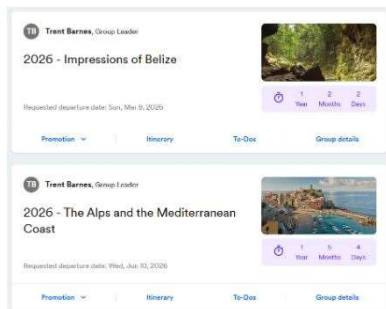 TB Trent Barnes, Group Leader
2026 - Impressions of Belize
Requested departure date: Sun, Mar 8, 2026
1 2 2
Year Months Days
Promotion Itinerary To-Dos Group details
TB Trent Barnes, Group Leader
2026 - The Alps and the Mediterranean
Coast
Requested departure date: Wed, Jun 10, 2026
1 5 4
Year Months Days
Promotion Itinerary To-Dos Group details